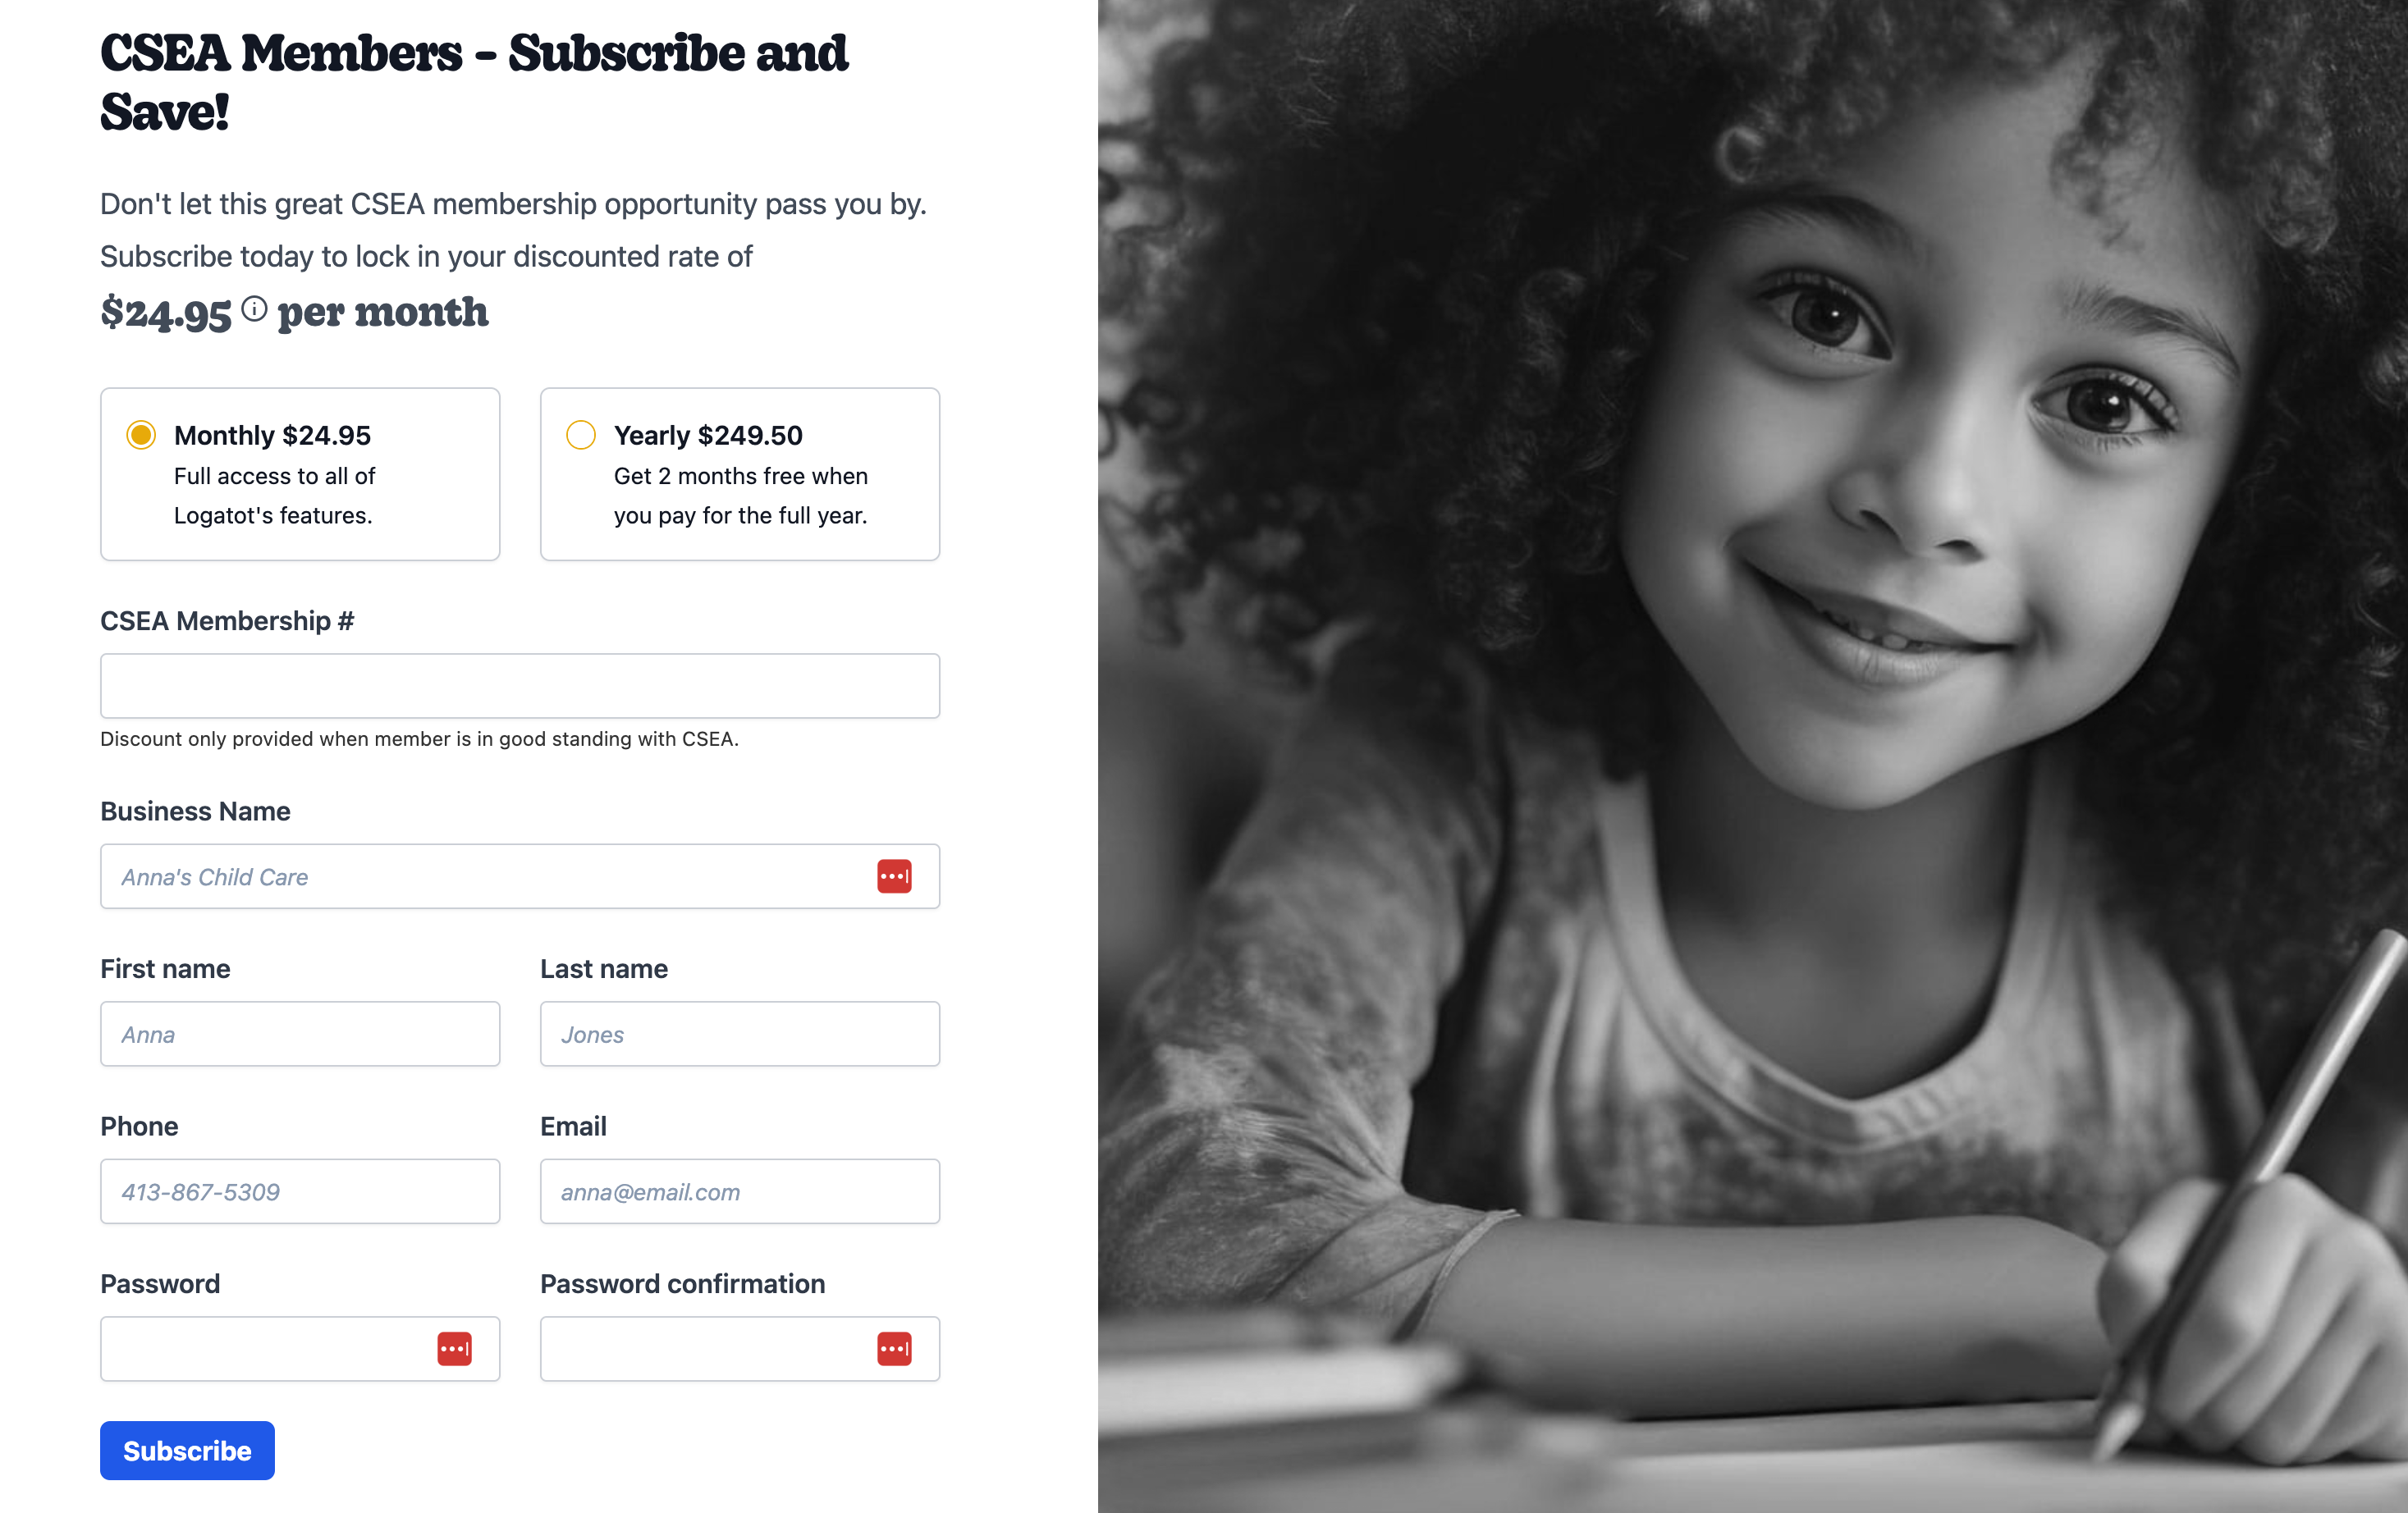 CSEA Members – Subscribe and
Save!
Don't let this great CSEA membership opportunity pass you by.
Subscribe today to lock in your discounted rate of
$24.95 ⓘ per month
Monthly $24.95
Full access to all of
Logatot's features.
Yearly $249.50
Get 2 months free when
you pay for the full year.
CSEA Membership #
Discount only provided when member is in good standing with CSEA.
Business Name
Anna's Child Care
First name
Last name
Anna
Jones
Phone
Email
413-867-5309
anna@email.com
Password
Password confirmation
Subscribe